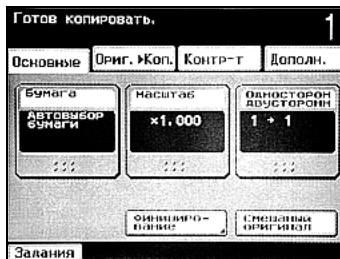 Готов копировать.
1
Основные
Ориг.▸Коп.
Контр-т
Дополн.
Бумага
Автовыбор
бумаги
Масштаб
×1.000
Односторон
Двусторонн
1 → 1
Финиширо-
вание
Смешаный
оригинал
Задания